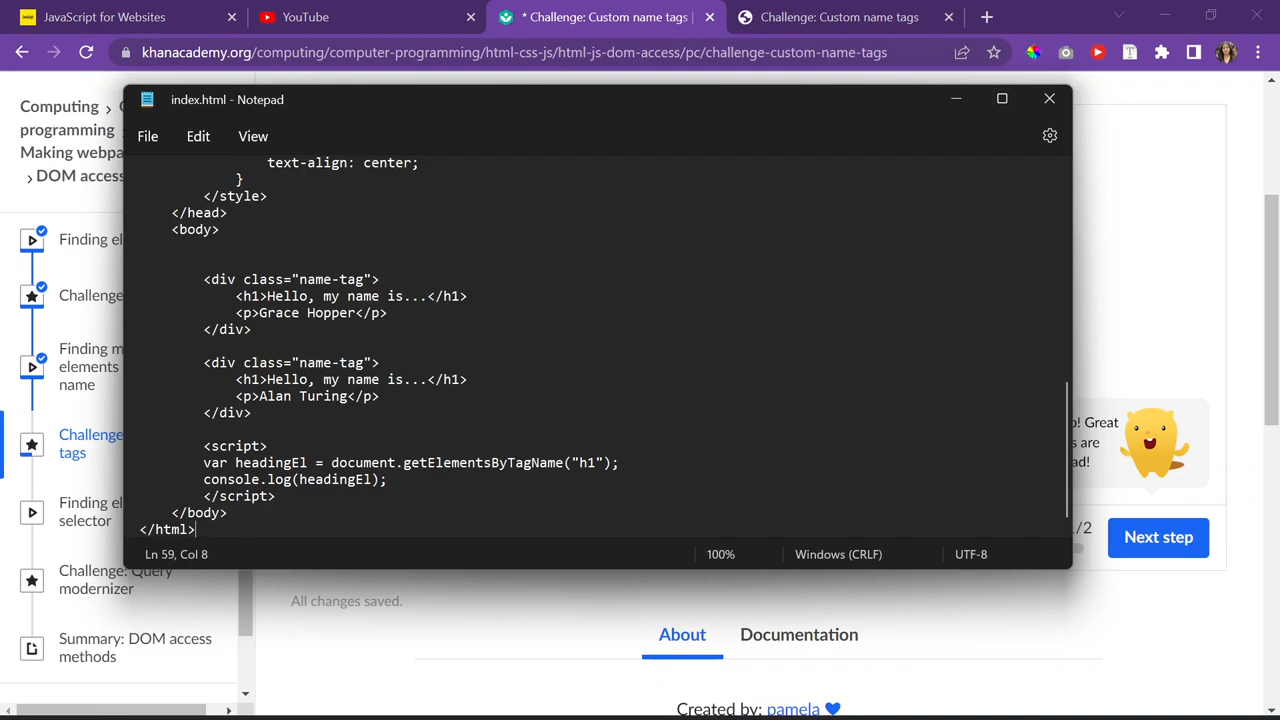 JavaScript for Websites
YouTube
* Challenge: Custom name tags |
Challenge: Custom name tags
khanacademy.org/computing/computer-programming/html-css-js/html-js-dom-access/pc/challenge-custom-name-tags
Computing
programming
Making webpa
DOM access
Finding el
Challenge
Finding m
elements
name
Challenge
tags
Finding el
selector
Challenge: Query
modernizer
Summary: DOM access
methods
index.html - Notepad
File Edit View
text-align: center;
}
</style>
</head>
<body>
<div class="name-tag">
<h1>Hello, my name is...</h1>
<p>Grace Hopper</p>
</div>
<div class="name-tag">
<h1>Hello, my name is...</h1>
<p>Alan Turing</p>
</div>
<script>
var headingEl = document.getElementsByTagName("h1");
console.log(headingEl);
</script>
</body>
</html>
Ln 59, Col 8
100%
Windows (CRLF)
UTF-8
! Great
s are
ad!
/2
Next step
All changes saved.
About
Documentation
Created by: pamela